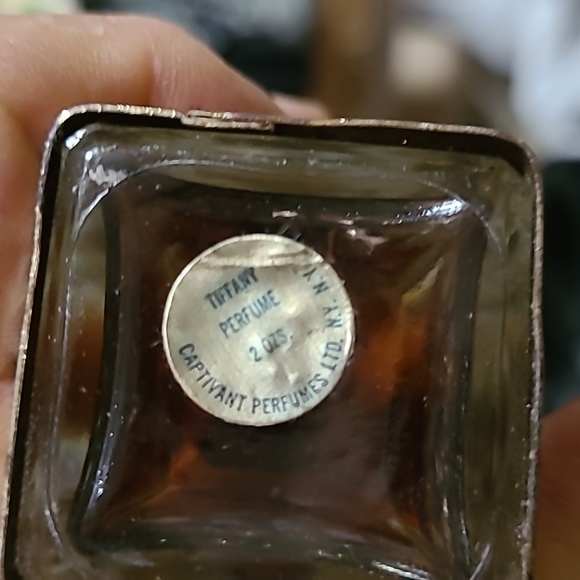 TIFFANY
PERFUME
2 OZS.
CAPTIVANT PERFUMES LTD. N.Y. N.Y.